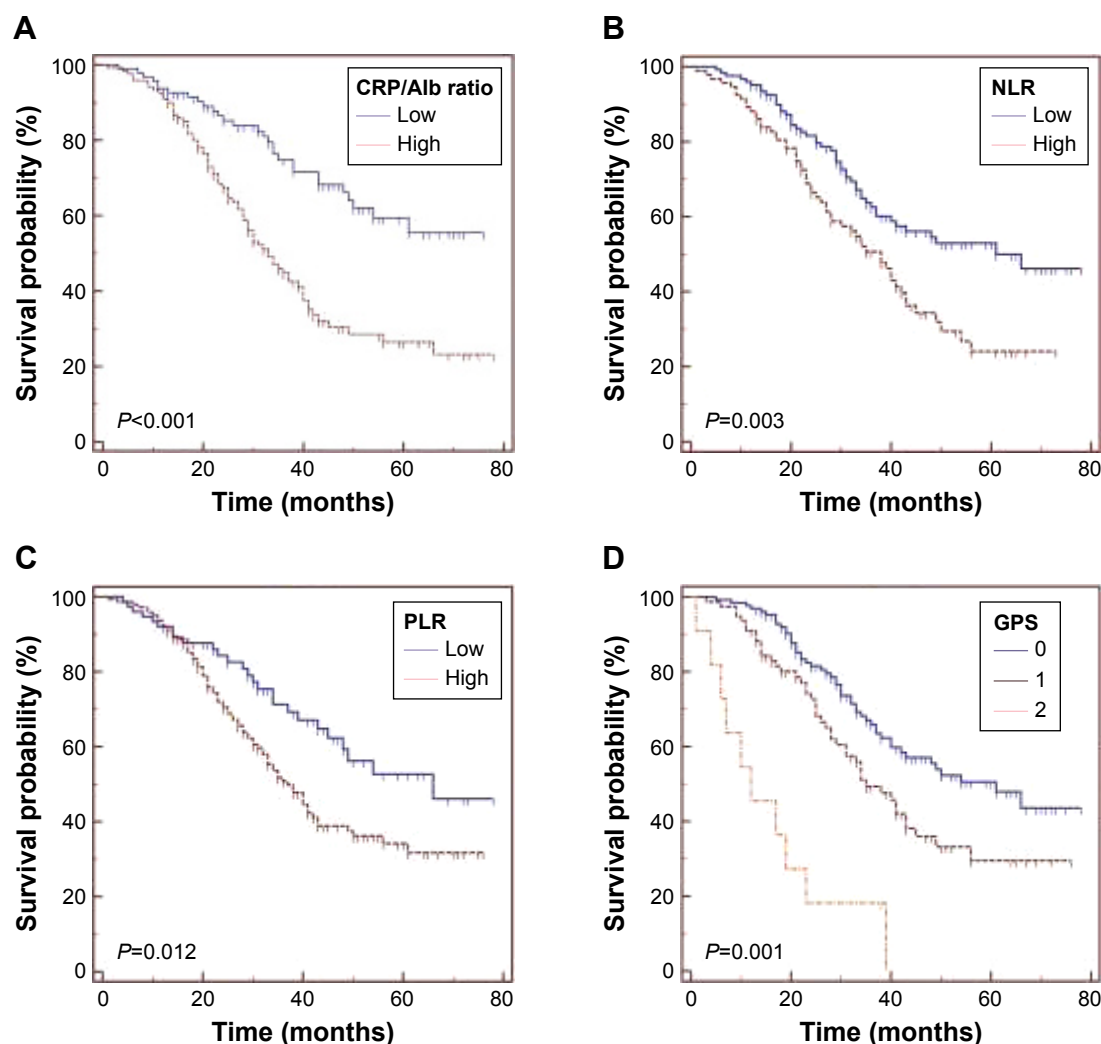 A
Survival probability (%)
100
80
60
40
20
0
CRP/Alb ratio
Low
High
P<0.001
0 20 40 60 80
Time (months)
B
Survival probability (%)
100
80
60
40
20
0
NLR
Low
High
P=0.003
0 20 40 60 80
Time (months)
C
Survival probability (%)
100
80
60
40
20
0
PLR
Low
High
P=0.012
0 20 40 60 80
Time (months)
D
Survival probability (%)
100
80
60
40
20
0
GPS
0
1
2
P=0.001
0 20 40 60 80
Time (months)